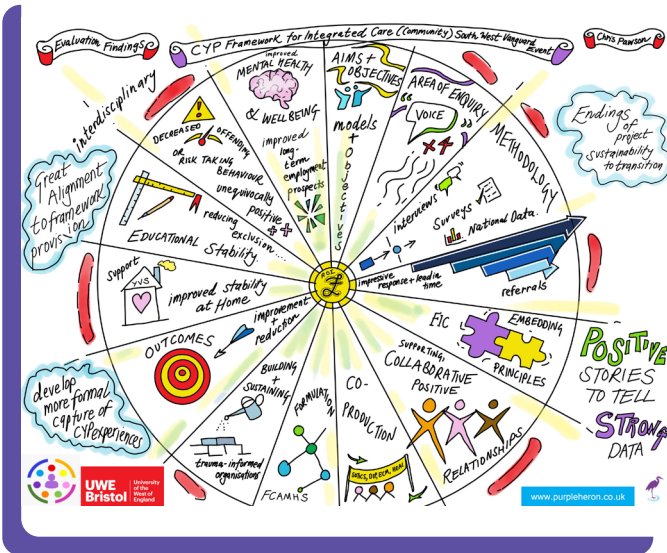 Evaluation Findings
CYP Framework for Integrated Care (Community) South West Vanguard
Event
Chris Pawson
interdisciplinary
DECREASED OFFENDING
OR RISK TAKING
BEHAVIOUR
unequivocally
positive
improved
MENTAL HEALTH
& WELLBEING
improved
long-
term
employment
prospects
AIMS +
OBJECTIVES
models
+
Objectives
AREA OF ENQUIRY
VOICE
x4
METHODOLOGY
interviews
Surveys
National Data.
Endings
of
project
sustainability
to transition
Great
Alignment
to framework
provision
EDUCATIONAL Stability.
reducing
exclusion...
ROI
£
impressive
response + lead in
time
referrals
support
YJS
improved stability
at Home
OUTCOMES
improvement
+
reduction
BUILDING
+
SUSTAINING
trauma-informed
organisations
FORMULATION
FCAMHS
CO-
PRODUCTION
SUPPORTING,
COLLABORATIVE
POSITIVE
RELATIONSHIPS
FIC
EMBEDDING
PRINCIPLES
POSITIVE
STORIES
TO TELL
STRONG
DATA
develop
more formal
capture of
CYP experiences
UWE
Bristol
University
of the
West of
England
www.purpleheron.co.uk